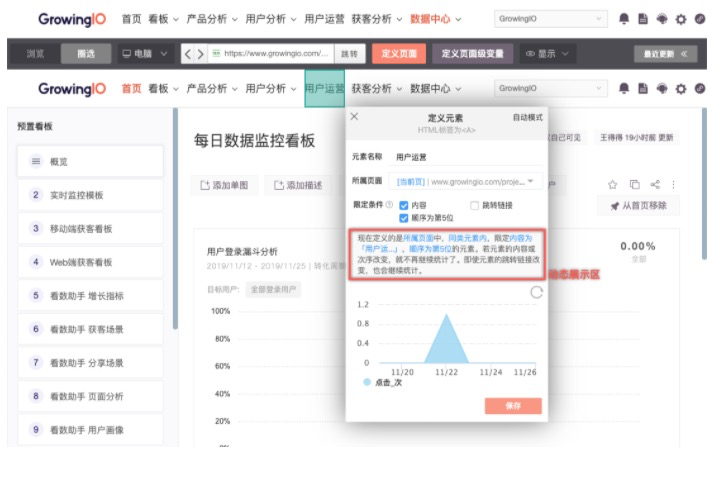 GrowingIO 首页 看板 产品分析 用户分析 用户运营 获客分析 数据中心 GrowingIO
浏览 圈选 电脑 https://www.growingio.com/... 跳转 定义页面 定义页面级变量 显示 最近更新
GrowingIO 首页 看板 产品分析 用户分析 用户运营 获客分析 数据中心 GrowingIO
预置看板
概览
2 实时监控模板
3 移动端获客看板
4 Web端获客看板
5 看数助手 增长指标
6 看数助手 获客场景
7 看数助手 分享场景
8 看数助手 页面分析
9 看数助手 用户画像
每日数据监控看板
自己可见 王得得 19小时前 更新
添加单图 添加描述
从首页移除
用户登录漏斗分析
2019/11/12 - 2019/11/25 | 转化周期
目标用户: 全部登录用户
100%
80%
60%
40%
20%
0.00%
全部
定义元素 自动模式
HTML标签为<A>
元素名称 用户运营
所属页面 [当前页] | www.growingio.com/proje...
限定条件 内容 跳转链接
顺序为第5位
现在定义的是所属页面中，同类元素内，限定内容为
「用户运...」，顺序为第5位的元素。若元素的内容或
次序改变，就不再继续统计了。即使元素的跳转链接改
变，也会继续统计。
动态展示区
1.2
0.8
0.4
0
11/20 11/22 11/24 11/26
点击_次
保存